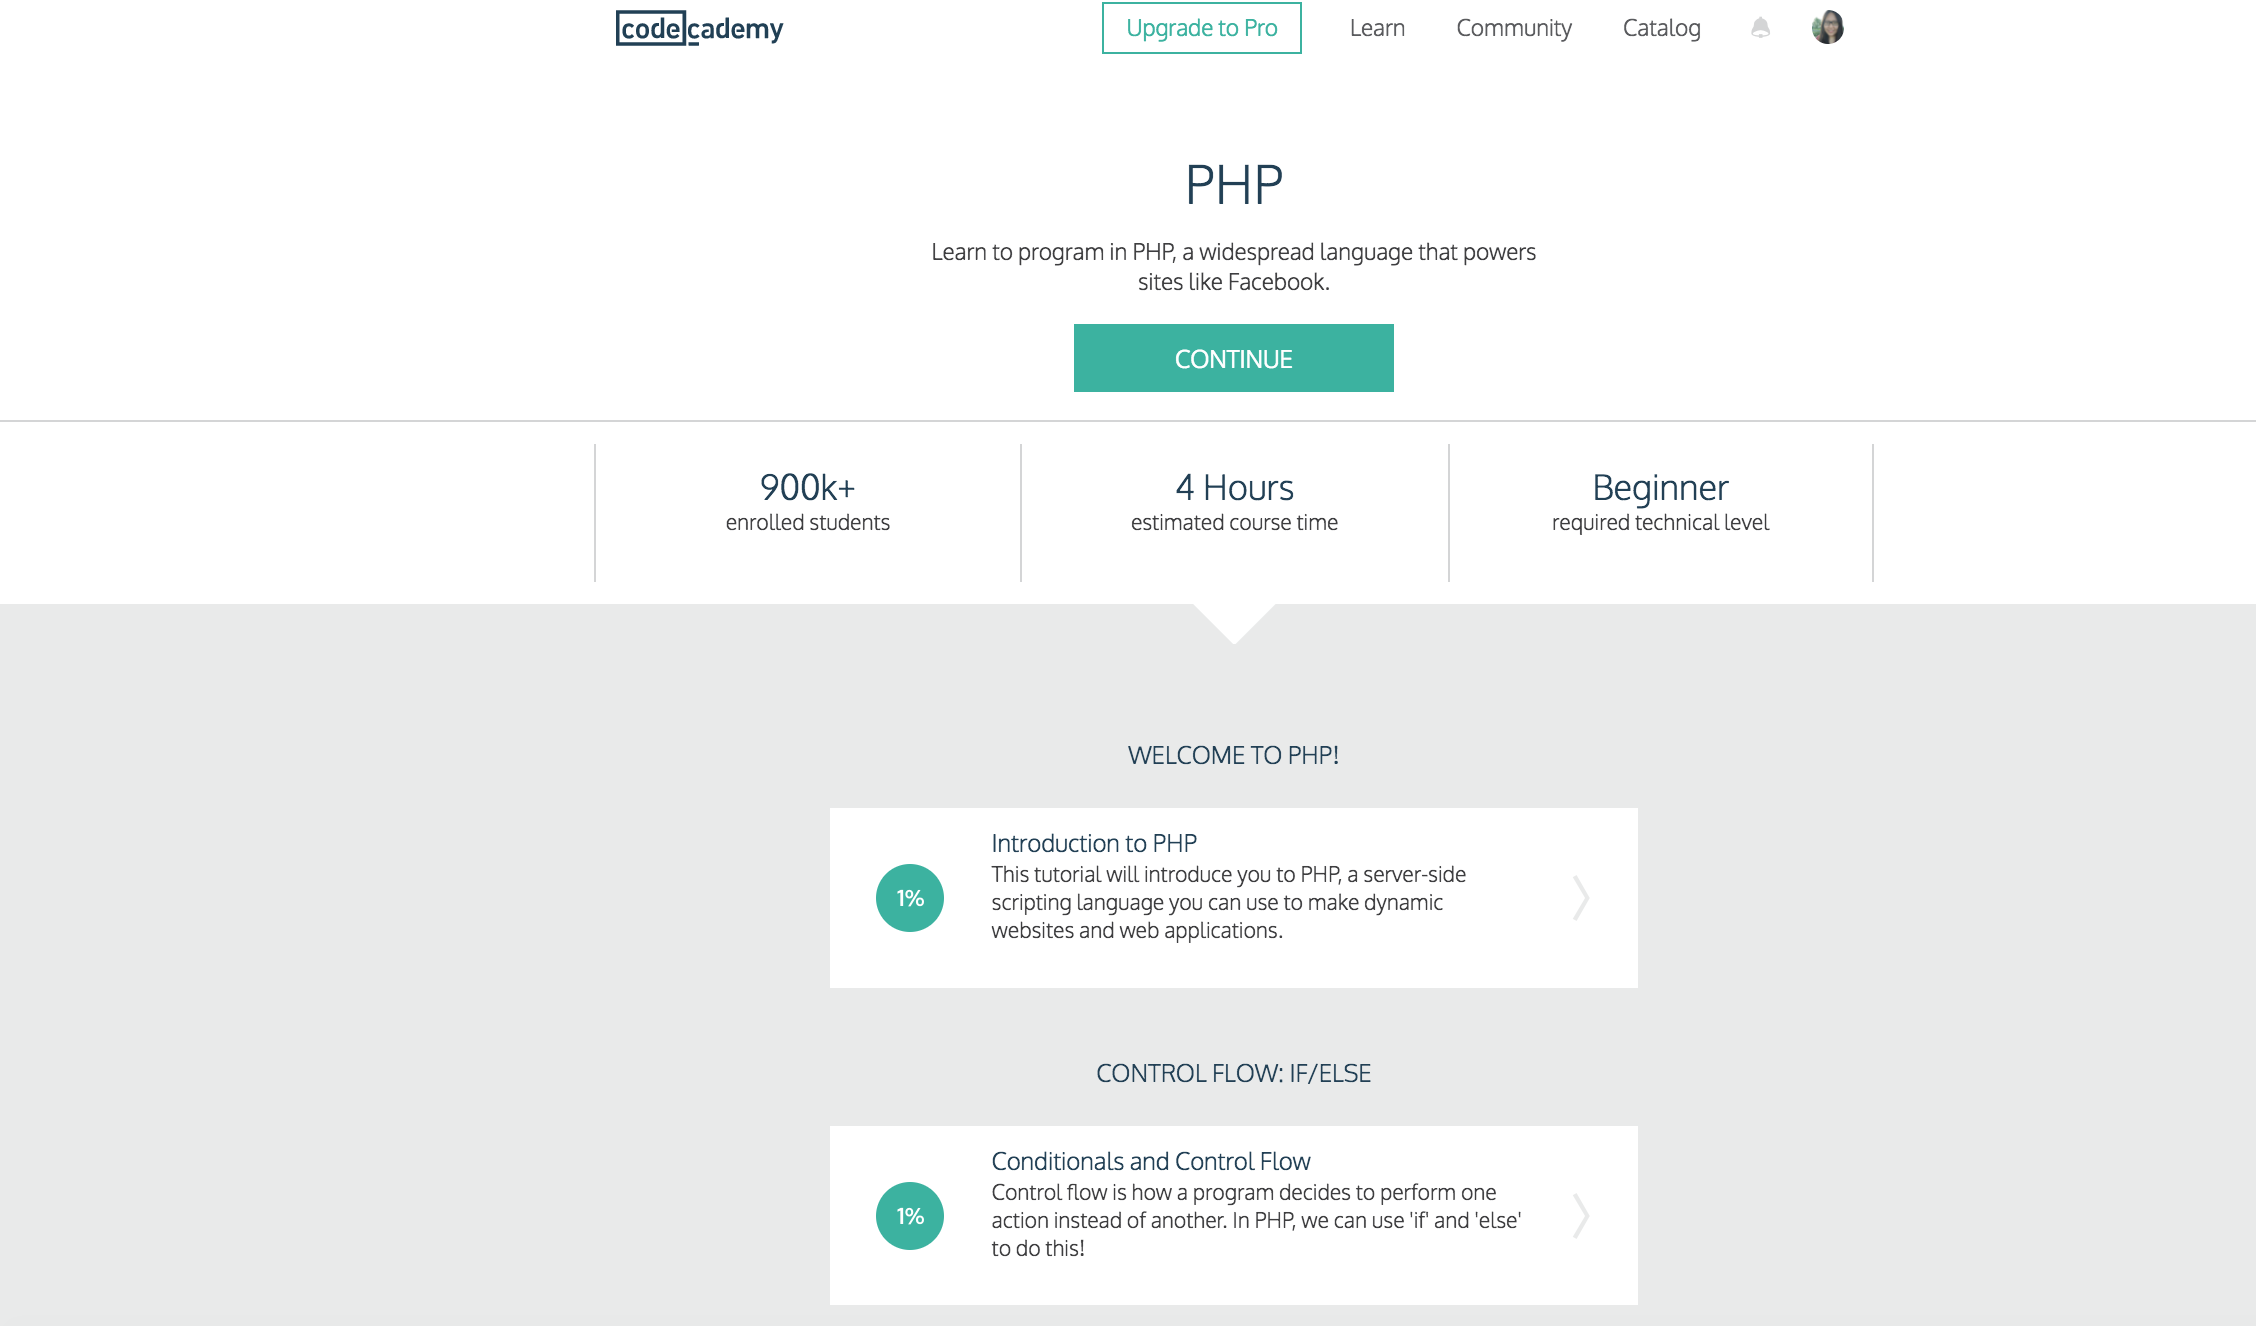 codecademy
Upgrade to Pro
Learn
Community
Catalog
PHP
Learn to program in PHP, a widespread language that powers
sites like Facebook.
CONTINUE
900k+
enrolled students
4 Hours
estimated course time
Beginner
required technical level
WELCOME TO PHP!
1%
Introduction to PHP
This tutorial will introduce you to PHP, a server-side
scripting language you can use to make dynamic
websites and web applications.
CONTROL FLOW: IF/ELSE
1%
Conditionals and Control Flow
Control flow is how a program decides to perform one
action instead of another. In PHP, we can use 'if' and 'else'
to do this!